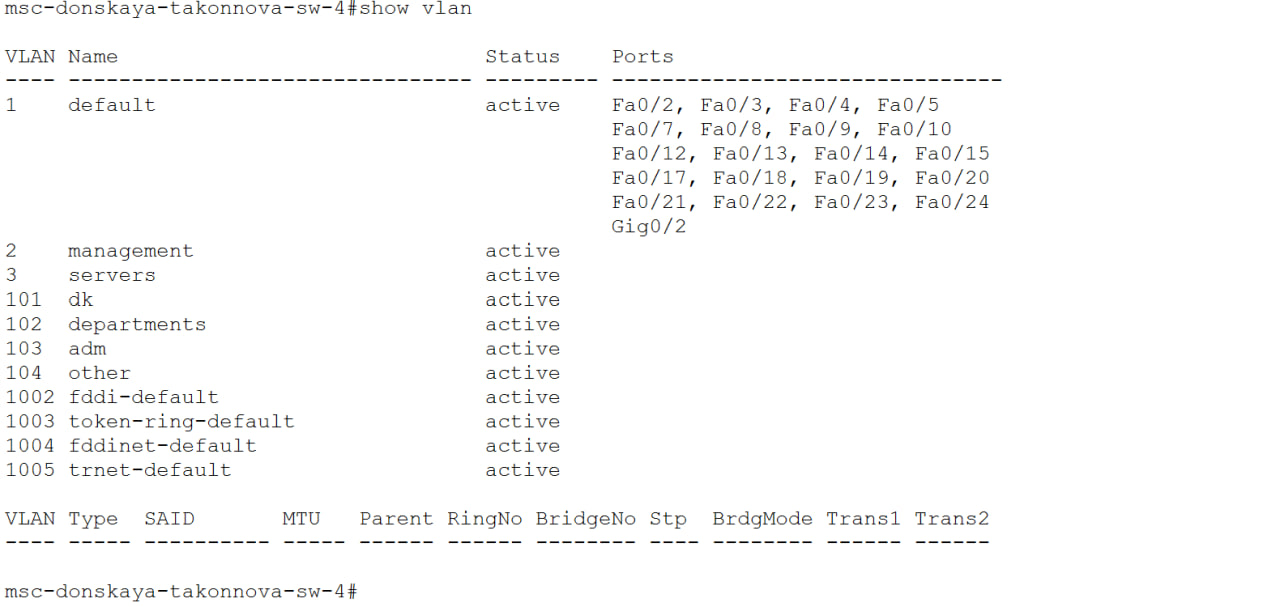 msc-donskaya-takonnova-sw-4#show vlan
VLAN Name Status Ports
---- -------------------------------- --------- -------------------------------
1 default active Fa0/2, Fa0/3, Fa0/4, Fa0/5
Fa0/7, Fa0/8, Fa0/9, Fa0/10
Fa0/12, Fa0/13, Fa0/14, Fa0/15
Fa0/17, Fa0/18, Fa0/19, Fa0/20
Fa0/21, Fa0/22, Fa0/23, Fa0/24
Gig0/2
2 management active
3 servers active
101 dk active
102 departments active
103 adm active
104 other active
1002 fddi-default active
1003 token-ring-default active
1004 fddinet-default active
1005 trnet-default active
VLAN Type SAID MTU Parent RingNo BridgeNo Stp BrdgMode Trans1 Trans2
---- ----- ---------- ----- ------ ------ -------- ---- -------- ------ ------
msc-donskaya-takonnova-sw-4#